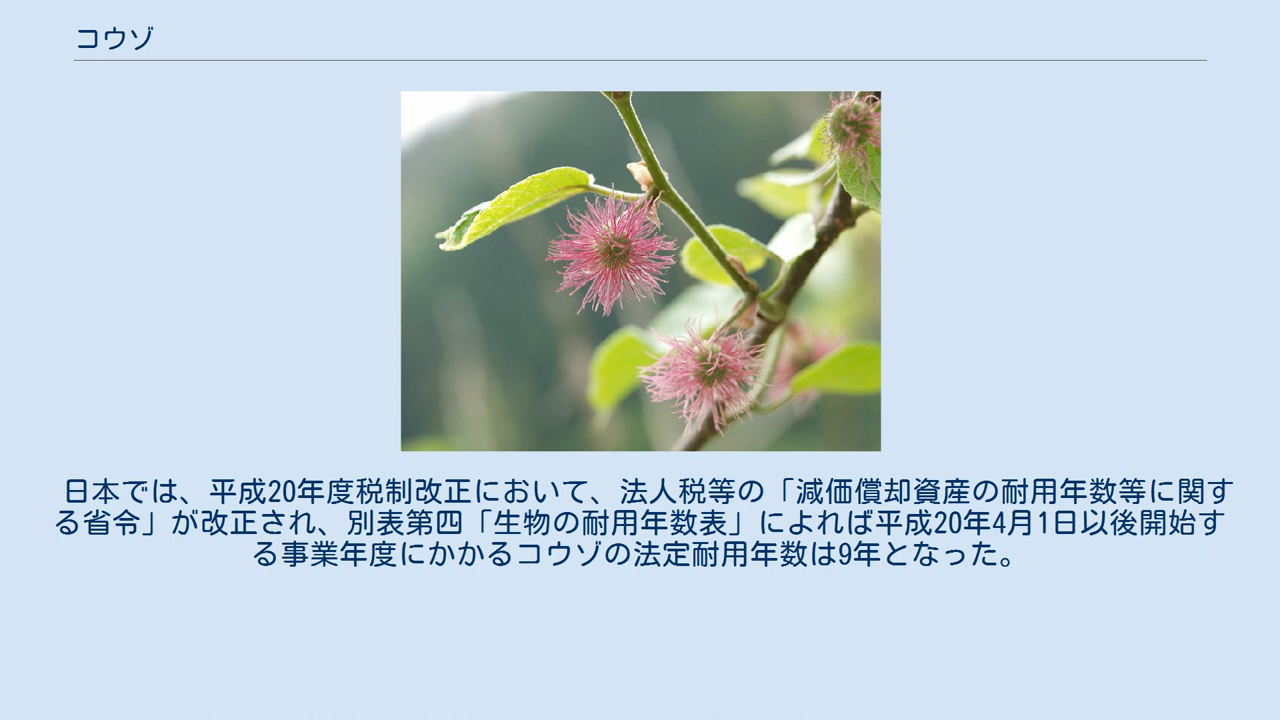 コウゾ
日本では、平成20年度税制改正において、法人税等の「減価償却資産の耐用年数等に関す
る省令」が改正され、別表第四「生物の耐用年数表」によれば平成20年4月1日以後開始す
る事業年度にかかるコウゾの法定耐用年数は9年となった。